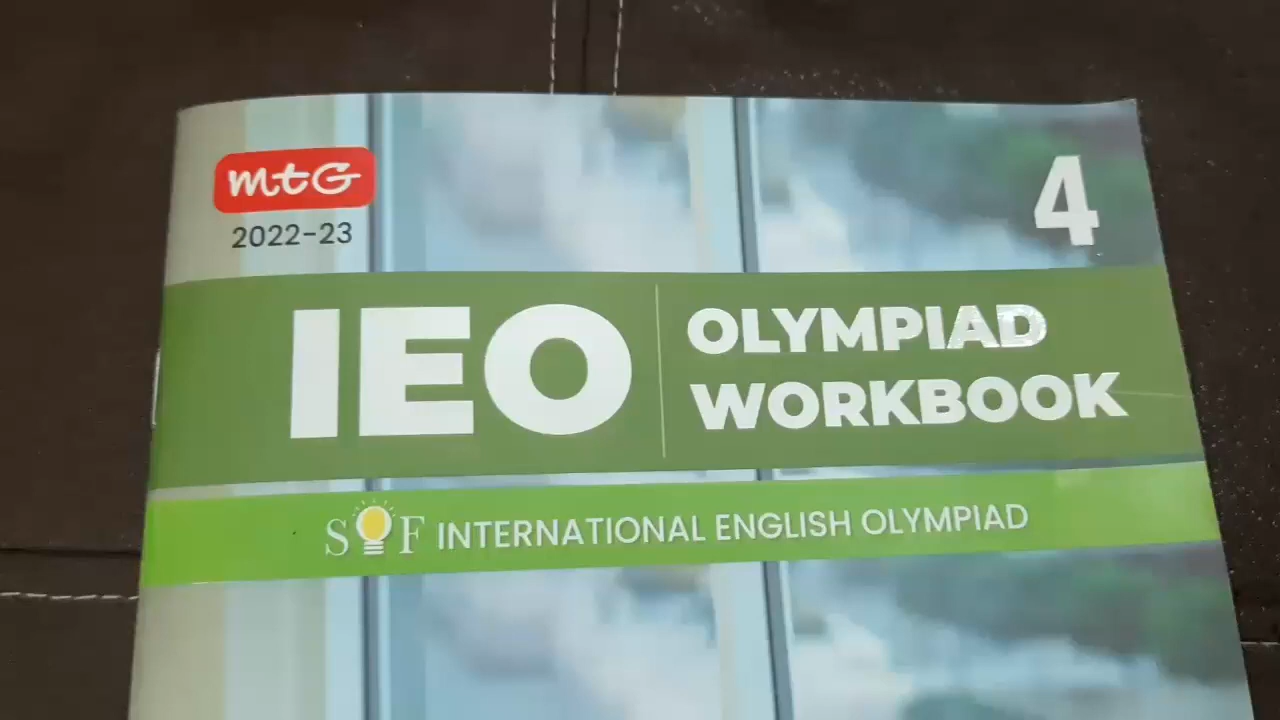 mtG
2022-23
4
IEO
OLYMPIAD
WORKBOOK
SOF INTERNATIONAL ENGLISH OLYMPIAD